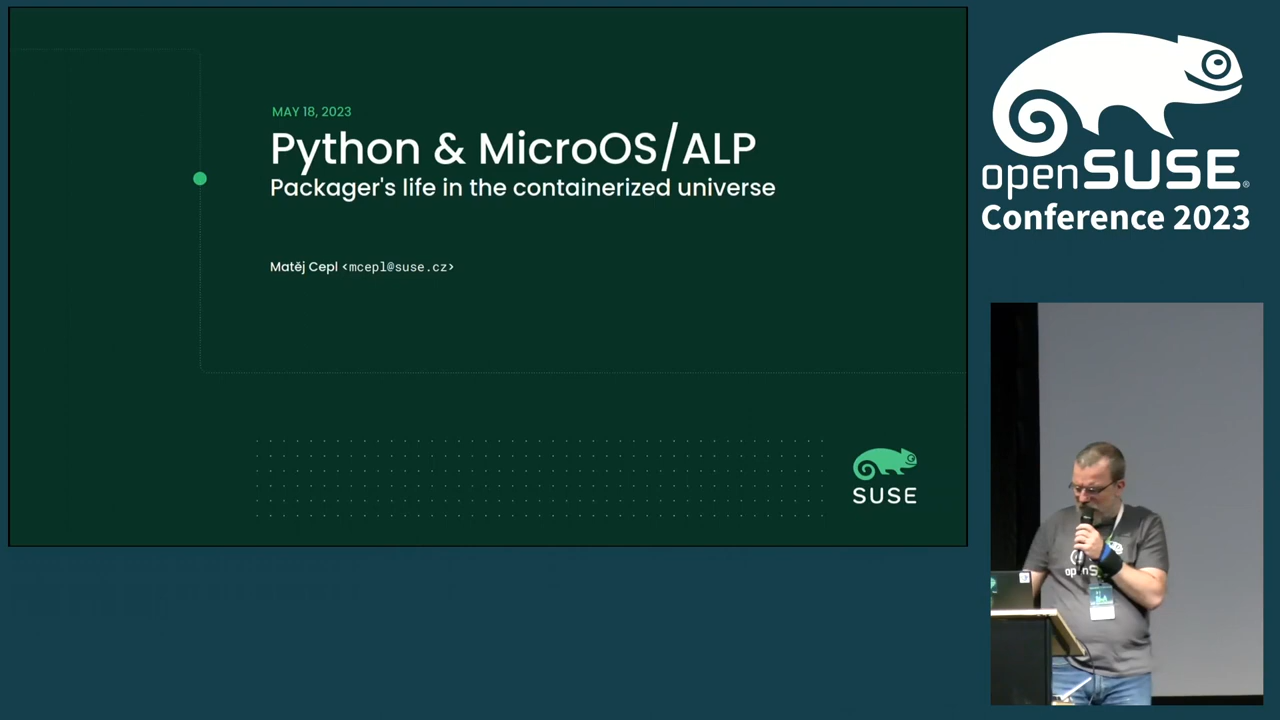 MAY 18, 2023
Python & MicroOS/ALP
Packager's life in the containerized universe
Matěj Cepl <mcepl@suse.cz>
SUSE
openSUSE
Conference 2023